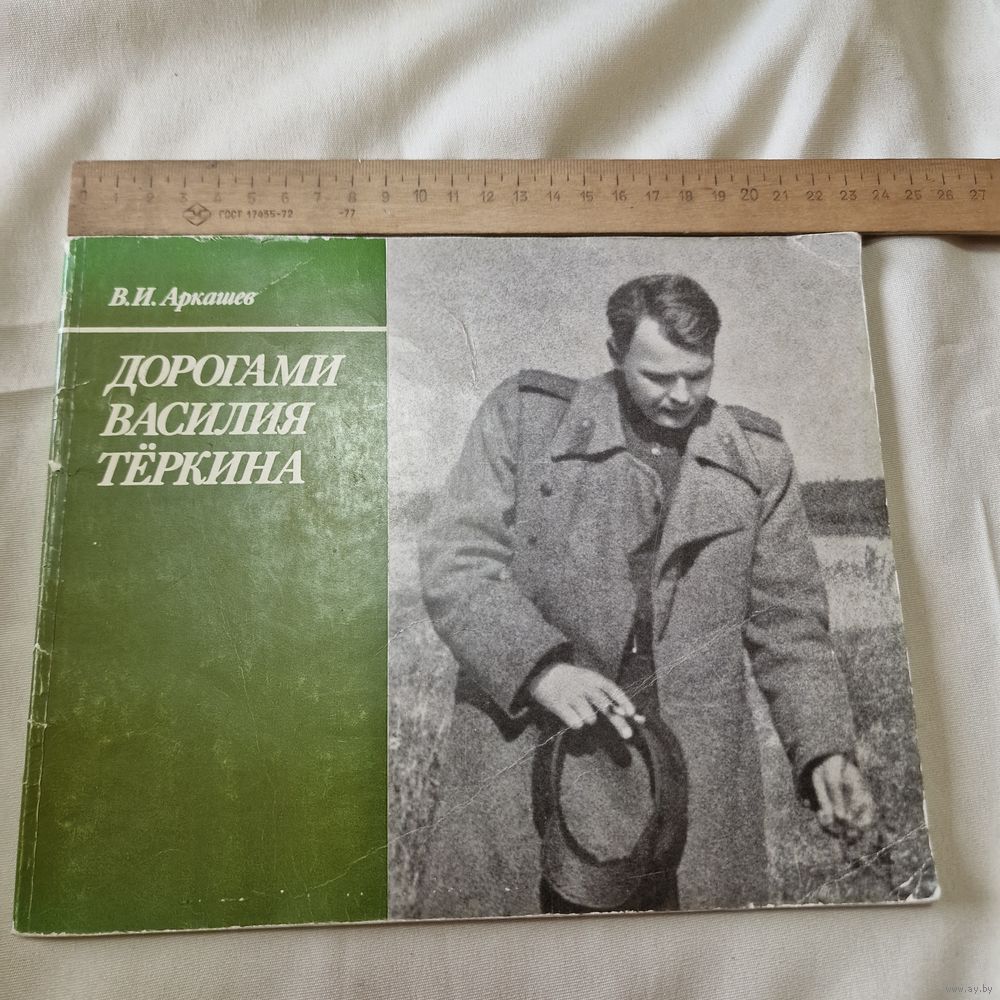 0 1 2 3 4 5 6 7 8 9 10 11 12 13 14 15 16 17 18 19 20 21 22 23 24 25 26 27
ГОСТ 17435-72 -77
В.И. Аркашев
ДОРОГАМИ
ВАСИЛИЯ
ТЁРКИНА
www.ay.by